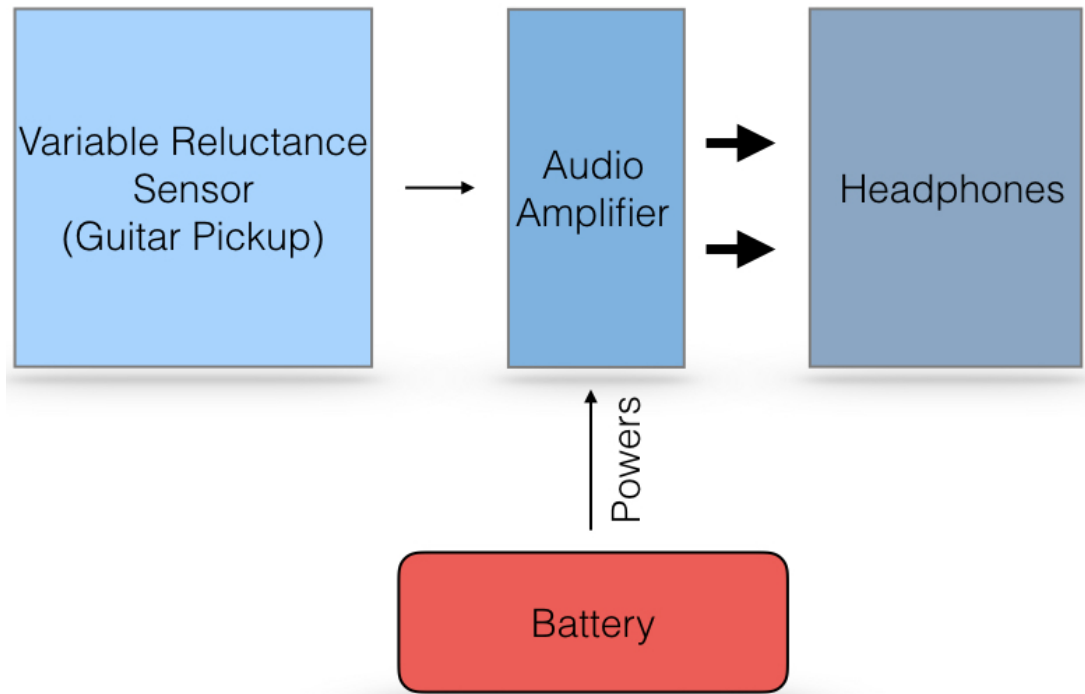 Variable Reluctance
Sensor
(Guitar Pickup)
Audio
Amplifier
Headphones
Powers
Battery